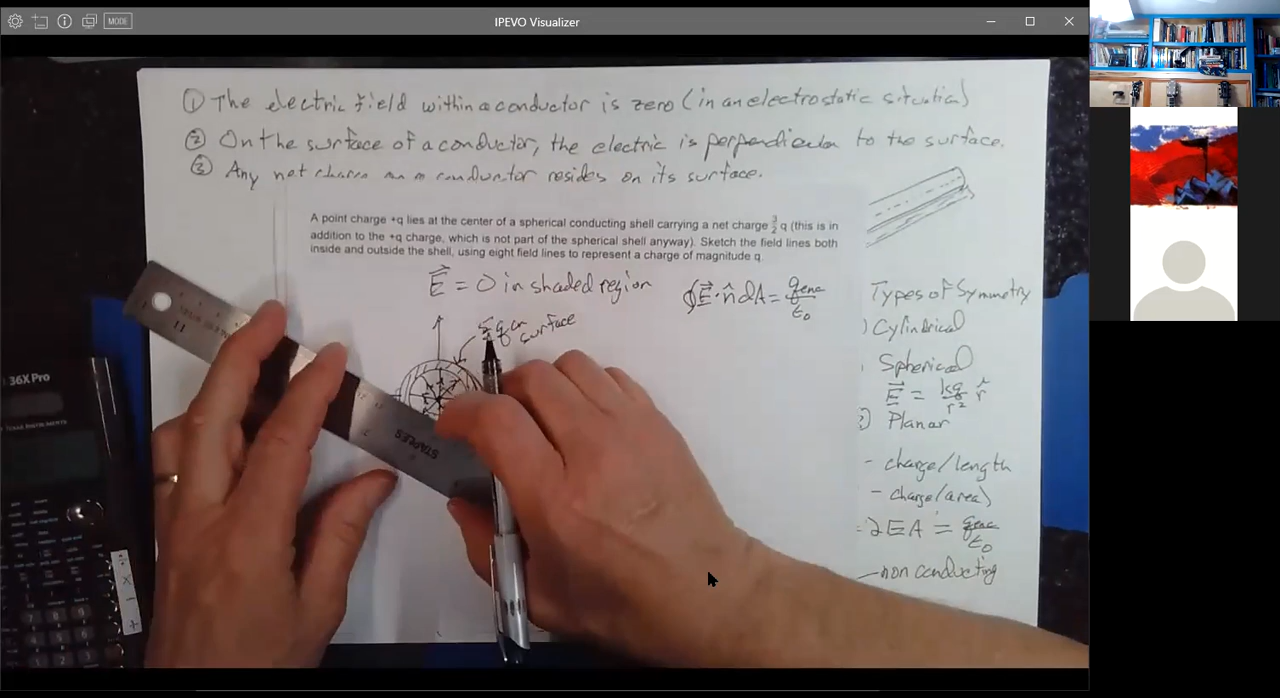 IPEVO Visualizer
MODE
① The electric field within a conductor is zero (in an electrostatic situation)
② On the surface of a conductor, the electric is perpendicular to the surface.
③ Any net charge on a conductor resides on its surface.
A point charge +q lies at the center of a spherical conducting shell carrying a net charge 3/2 q (this is in
addition to the +q charge, which is not part of the spherical shell anyway). Sketch the field lines both
inside and outside the shell, using eight field lines to represent a charge of magnitude q.
E⃗ = 0 in shaded region
∮E⃗·n̂dA = qenc/ε0
q on
surface
Types of Symmetry
) Cylindrical
Spherical
E⃗ = kq/r² r̂
) Planar
- charge/length
- charge/area)
2EA = qenc/ε0
non conducting
36X Pro
TEXAS INSTRUMENTS
STAPLES
11